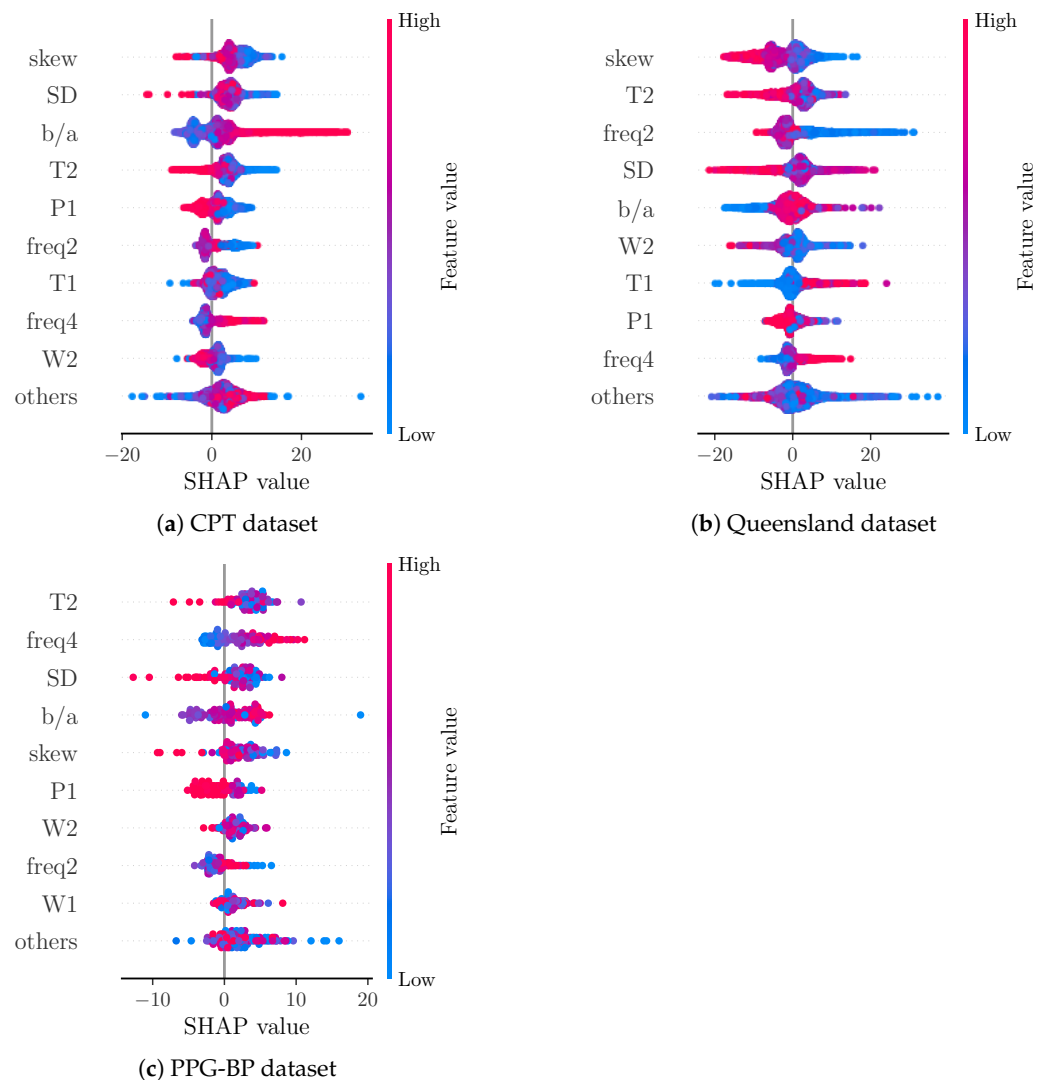 High
skew
SD
b/a
T2
P1
freq2
T1
freq4
W2
others
Feature value
Low
−20
0
20
SHAP value
(a) CPT dataset
High
skew
T2
freq2
SD
b/a
W2
T1
P1
freq4
others
Feature value
Low
−20
0
20
SHAP value
(b) Queensland dataset
High
T2
freq4
SD
b/a
skew
P1
W2
freq2
W1
others
Feature value
Low
−10
0
10
20
SHAP value
(c) PPG-BP dataset